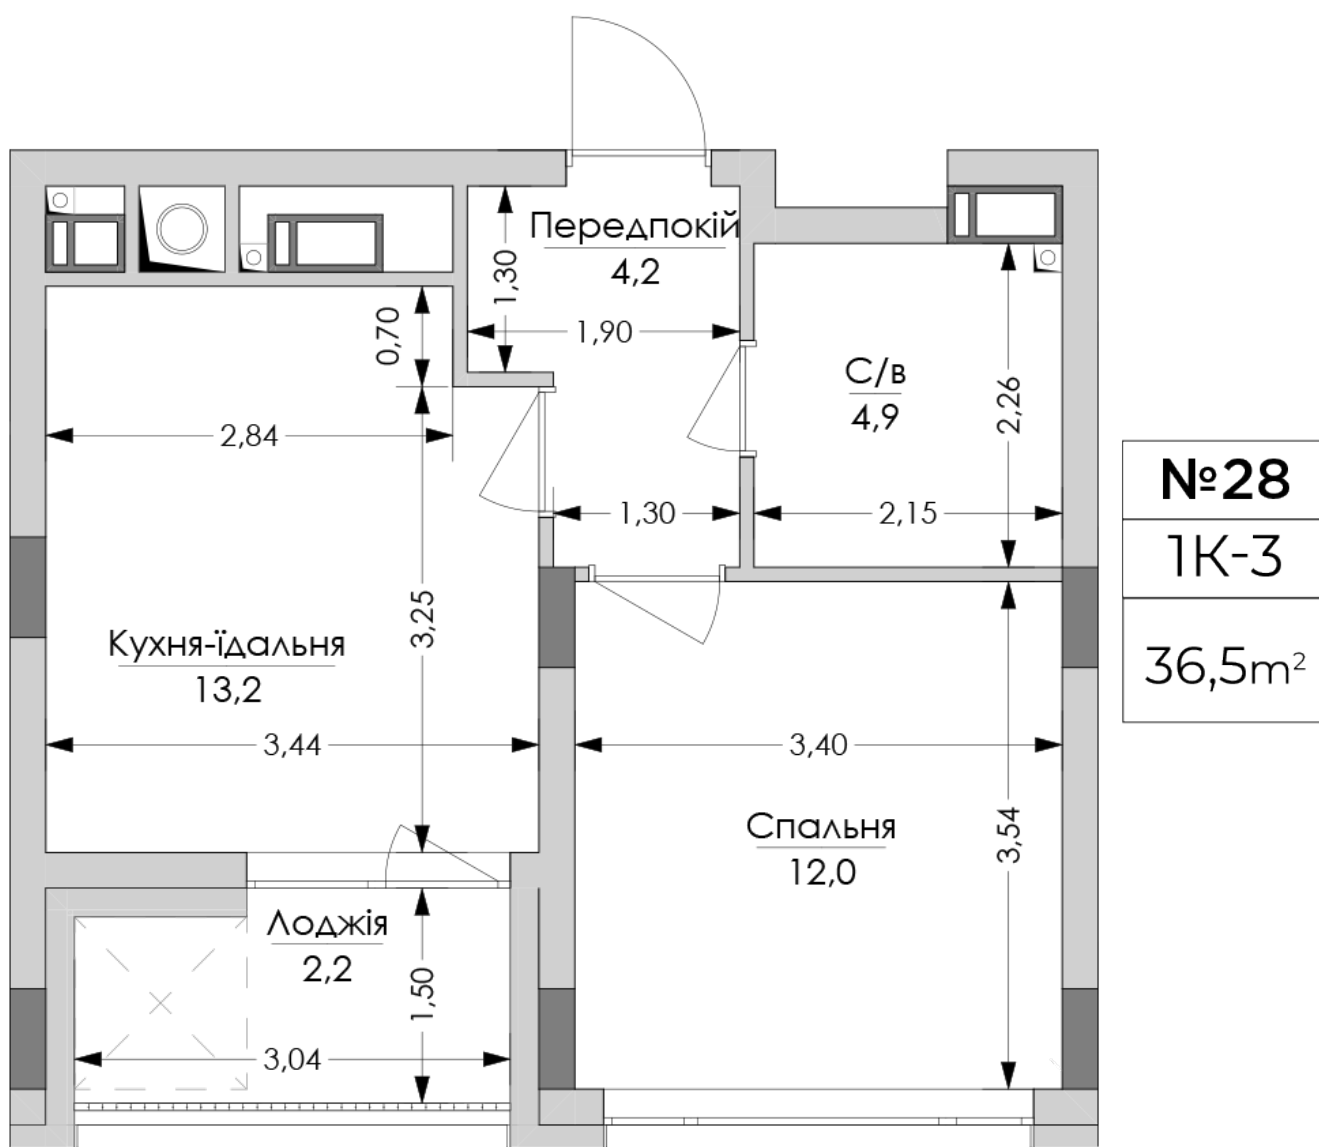 Передпокій
4,2
1,30
1,90
0,70
2,84
С/в
4,9
2,26
1,30
2,15
№28
1К-3
36,5m²
3,25
Кухня-їдальня
13,2
3,44
3,40
Спальня
12,0
3,54
Лоджія
2,2
1,50
3,04